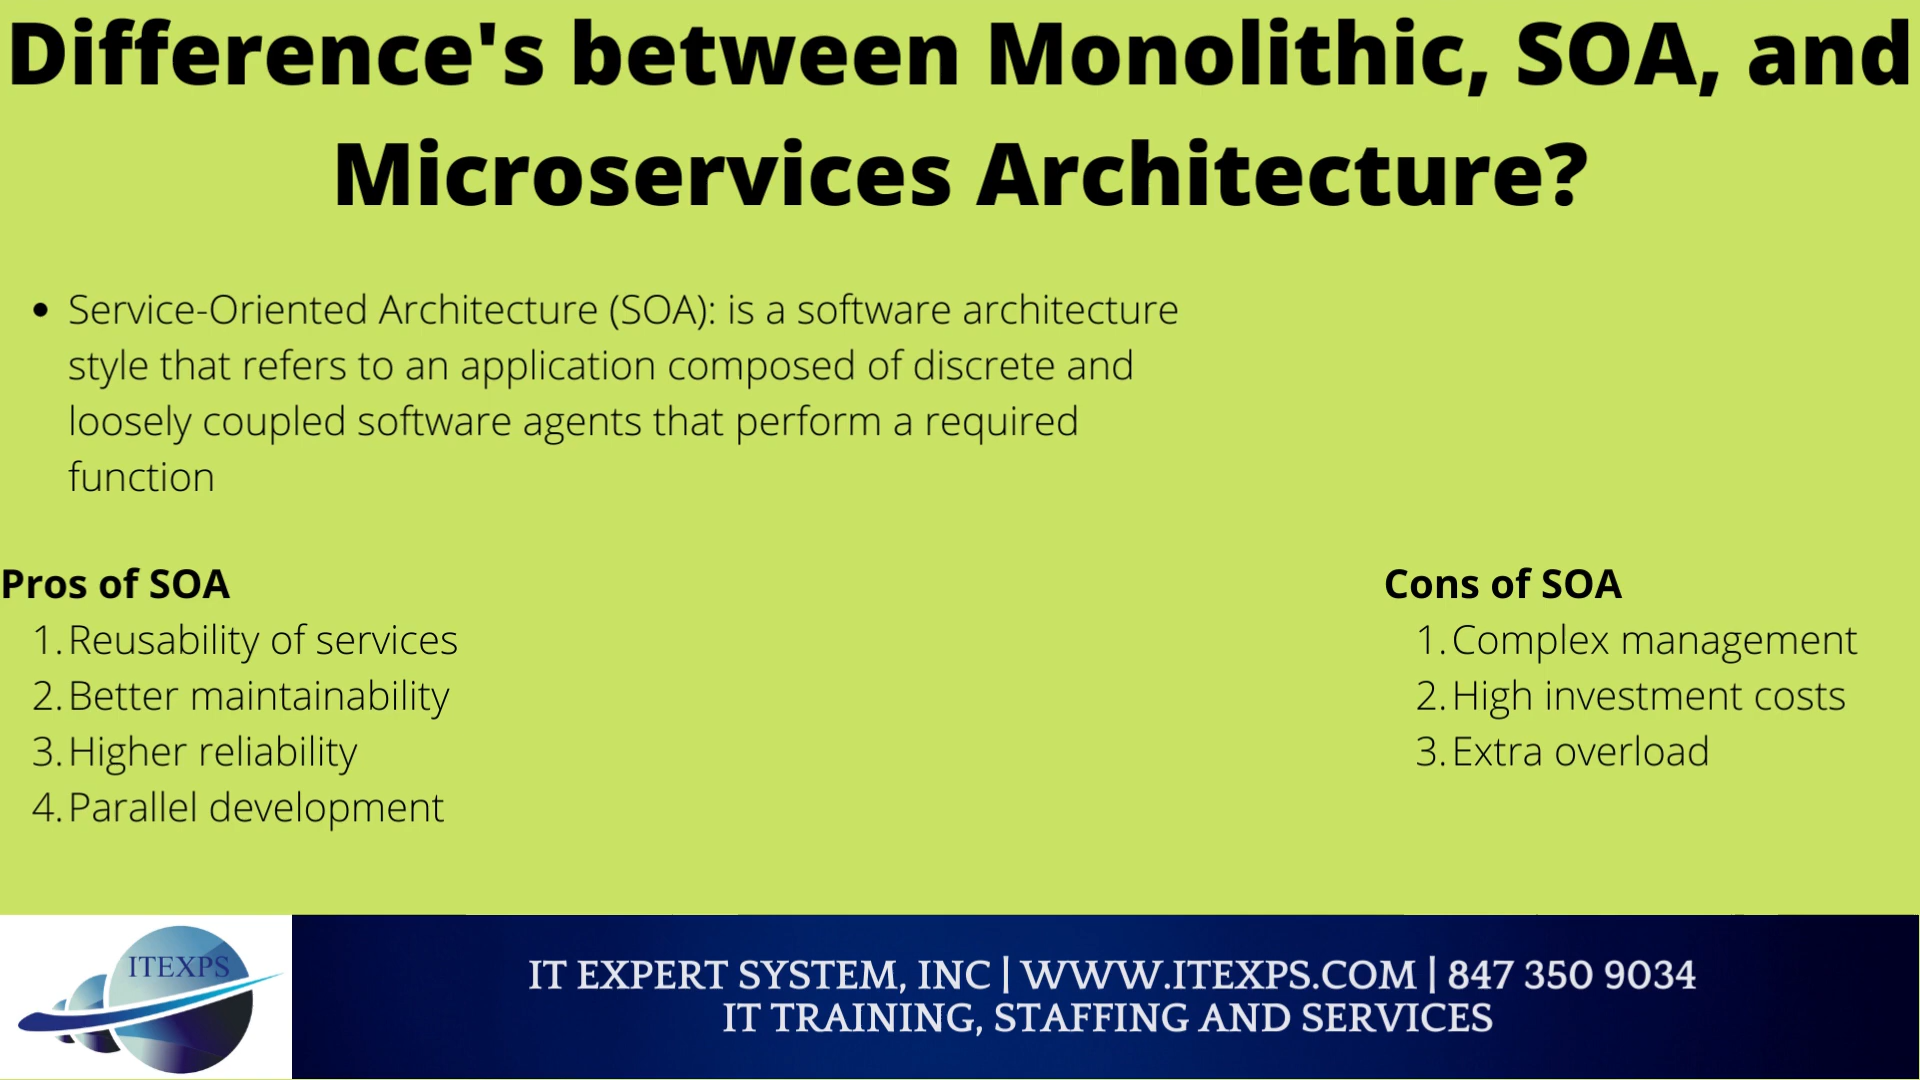 Difference's between Monolithic, SOA, and
Microservices Architecture?
• Service-Oriented Architecture (SOA): is a software architecture
style that refers to an application composed of discrete and
loosely coupled software agents that perform a required
function
Pros of SOA
1. Reusability of services
2. Better maintainability
3. Higher reliability
4. Parallel development
Cons of SOA
1. Complex management
2. High investment costs
3. Extra overload
ITEXPS
IT EXPERT SYSTEM, INC | WWW.ITEXPS.COM | 847 350 9034
IT TRAINING, STAFFING AND SERVICES